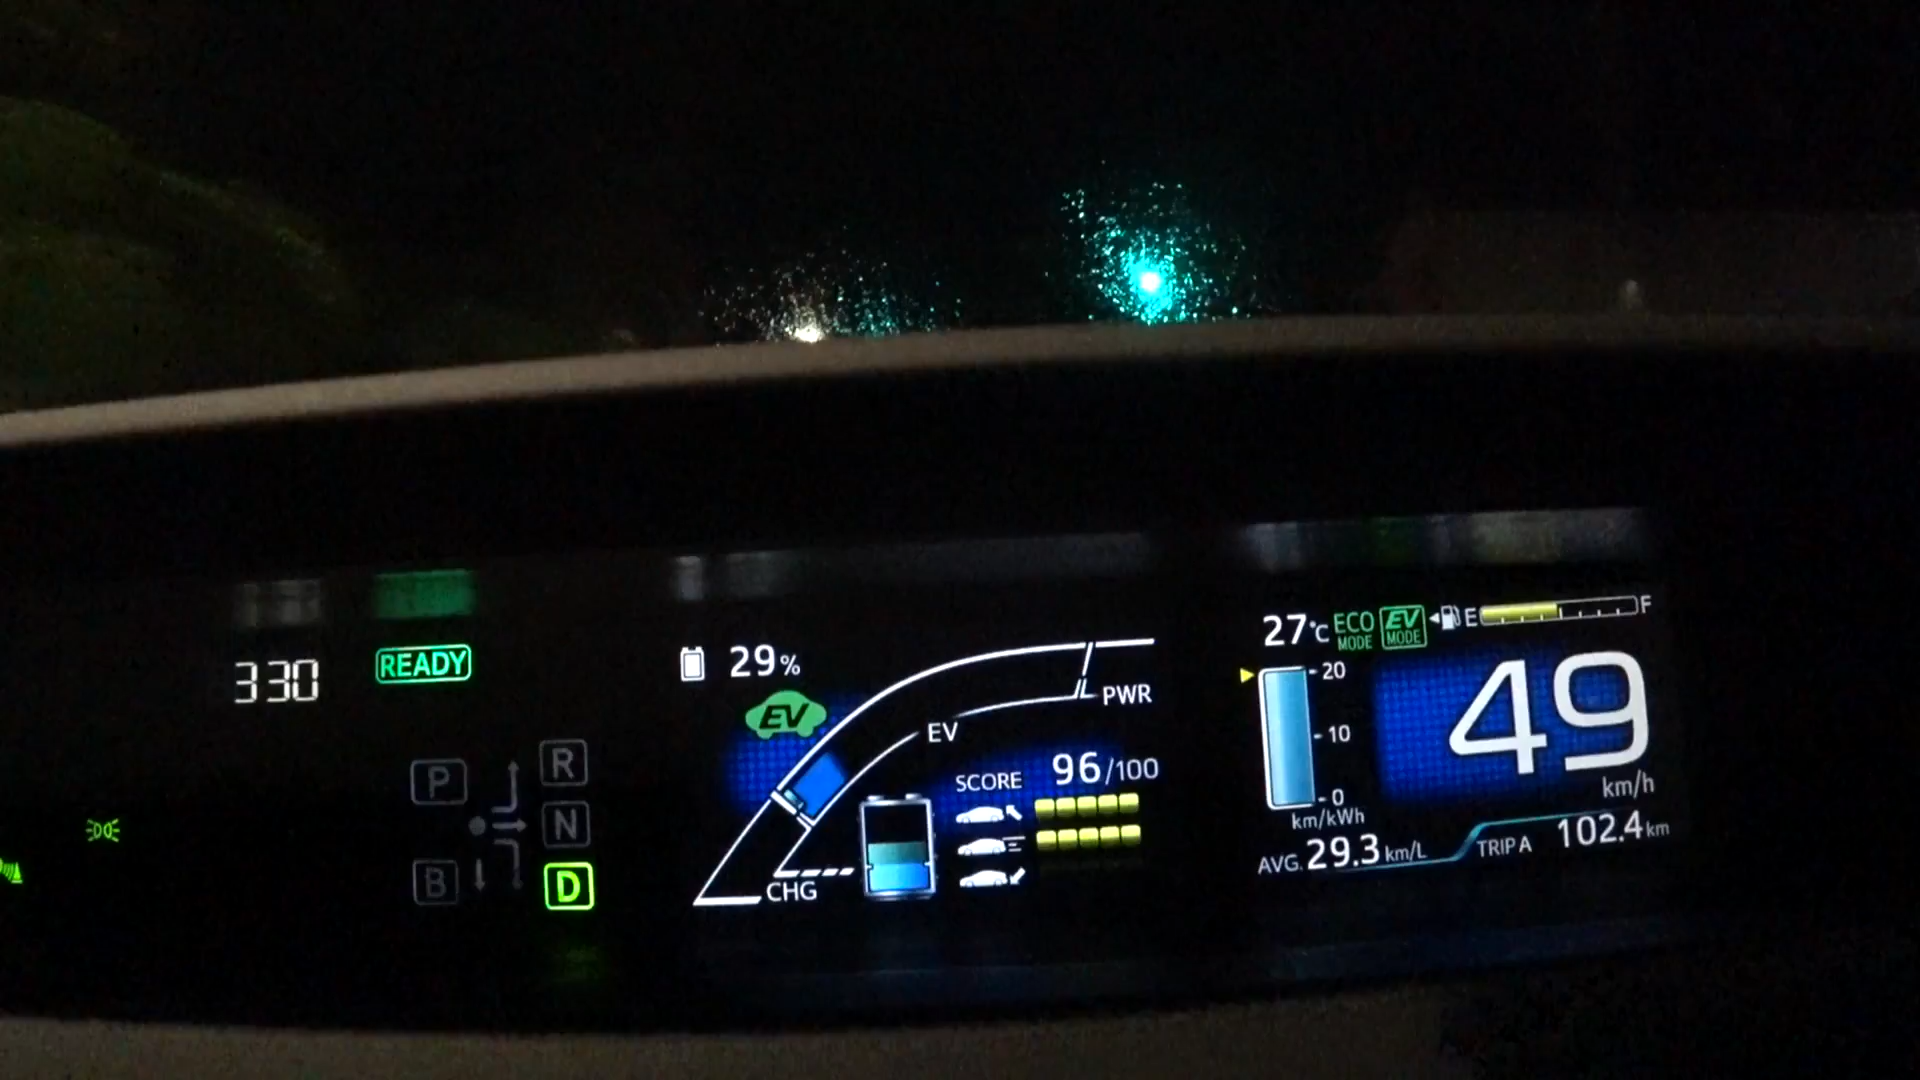 330
READY
P
R
N
B
D
29%
EV
PWR
EV
SCORE 96/100
CHG
27°C
ECO MODE
EV MODE
E F
20
10
0
km/kWh
49
km/h
AVG. 29.3 km/L
TRIP A 102.4 km